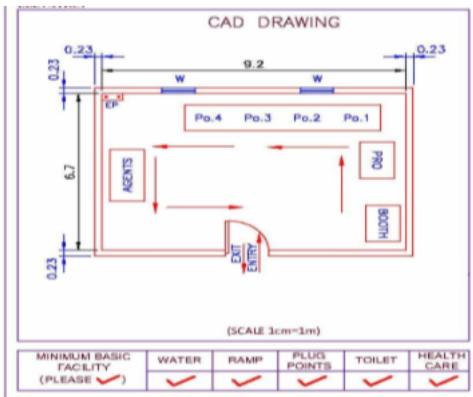 CAD DRAWING
0.23
0.23
9.2
0.23
W
W
EP
Po.4 Po.3 Po.2 Po.1
6.7
AGENTS
PRO
BOOTH
EXIT
ENTRY
0.23
(SCALE 1cm=1m)
MINIMUM BASIC
FACILITY
(PLEASE ✓)
WATER
RAMP
PLUG
POINTS
TOILET
HEALTH
CARE
✓ ✓ ✓ ✓ ✓